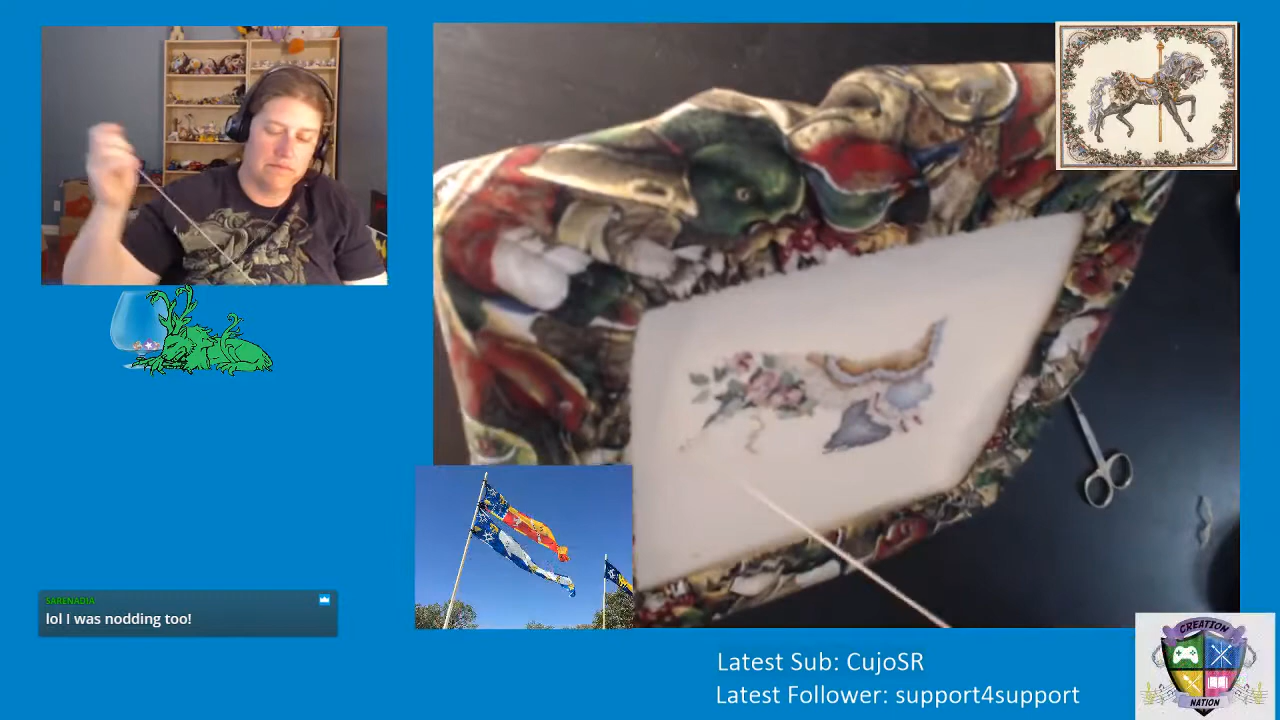 SARENADIA
lol I was nodding too!
Latest Sub: CujoSR
Latest Follower: support4support
CREATION
NATION